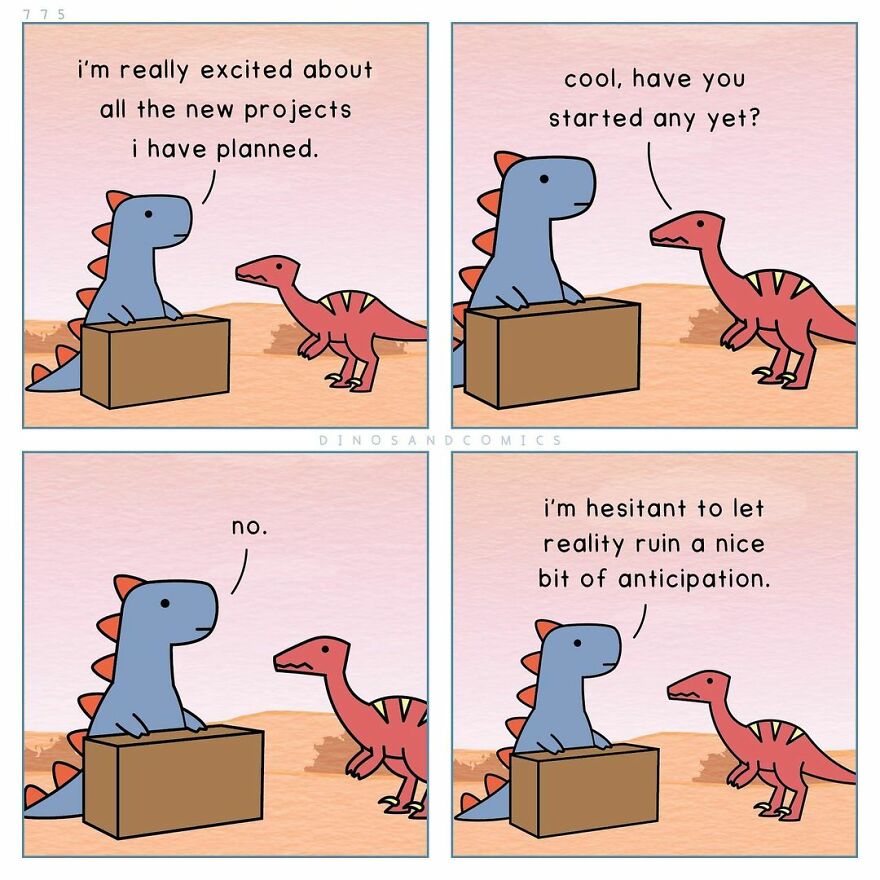 775
i'm really excited about
all the new projects
i have planned.
cool, have you
started any yet?
DINOSANDCOMICS
no.
i'm hesitant to let
reality ruin a nice
bit of anticipation.